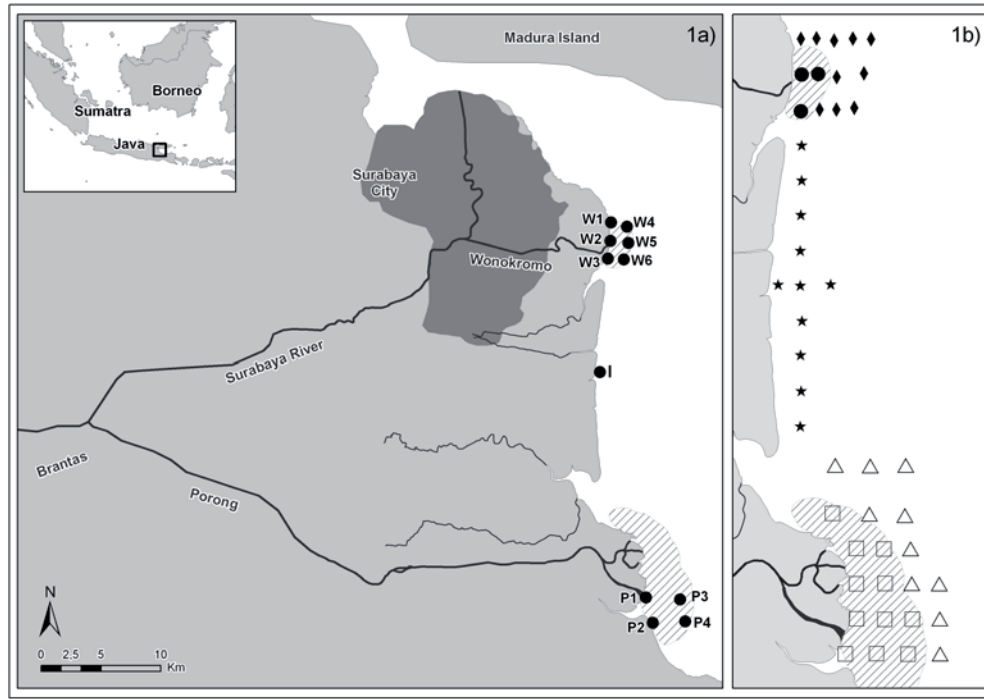 1a)
1b)
Madura Island
Borneo
Sumatra
Java
Surabaya
City
W1
W4
W2
W5
Wonokromo
W3
W6
Surabaya River
I
Brantas
Porong
P1
P3
P2
P4
N
0 2,5 5 10
Km